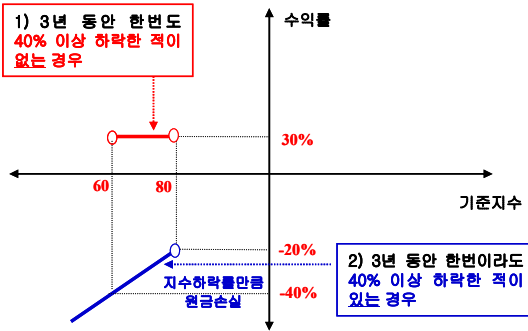 1) 3년 동안 한번도
40% 이상 하락한 적이
없는 경우
수익률
30%
60
80
기준지수
-20%
지수하락률만큼
원금손실
-40%
2) 3년 동안 한번이라도
40% 이상 하락한 적이
있는 경우